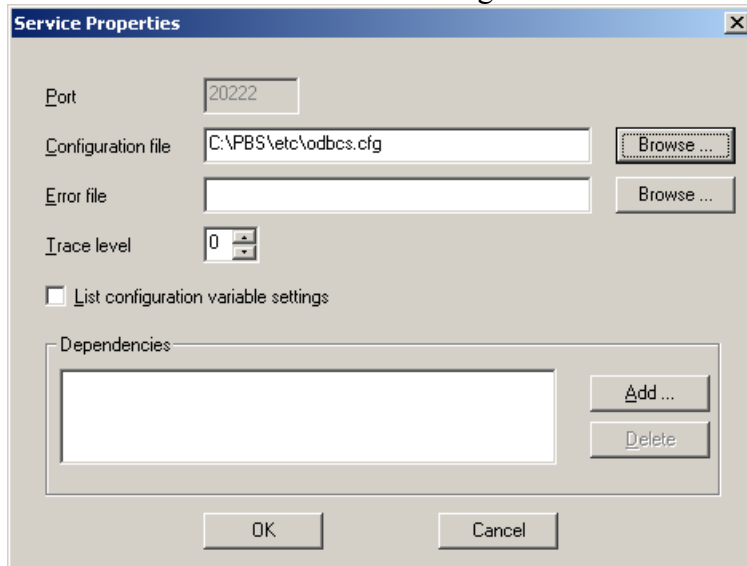 Service Properties
Port 20222
Configuration file C:\PBS\etc\odbcs.cfg Browse ...
Error file Browse ...
Trace level 0
List configuration variable settings
Dependencies
Add ...
Delete
OK Cancel